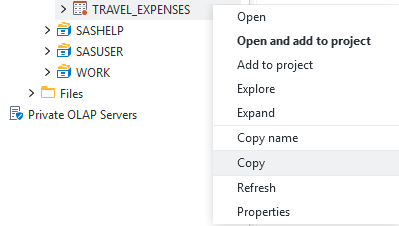 TRAVEL_EXPENSES
SASHELP
SASUSER
WORK
Files
Private OLAP Servers
Open
Open and add to project
Add to project
Explore
Expand
Copy name
Copy
Refresh
Properties